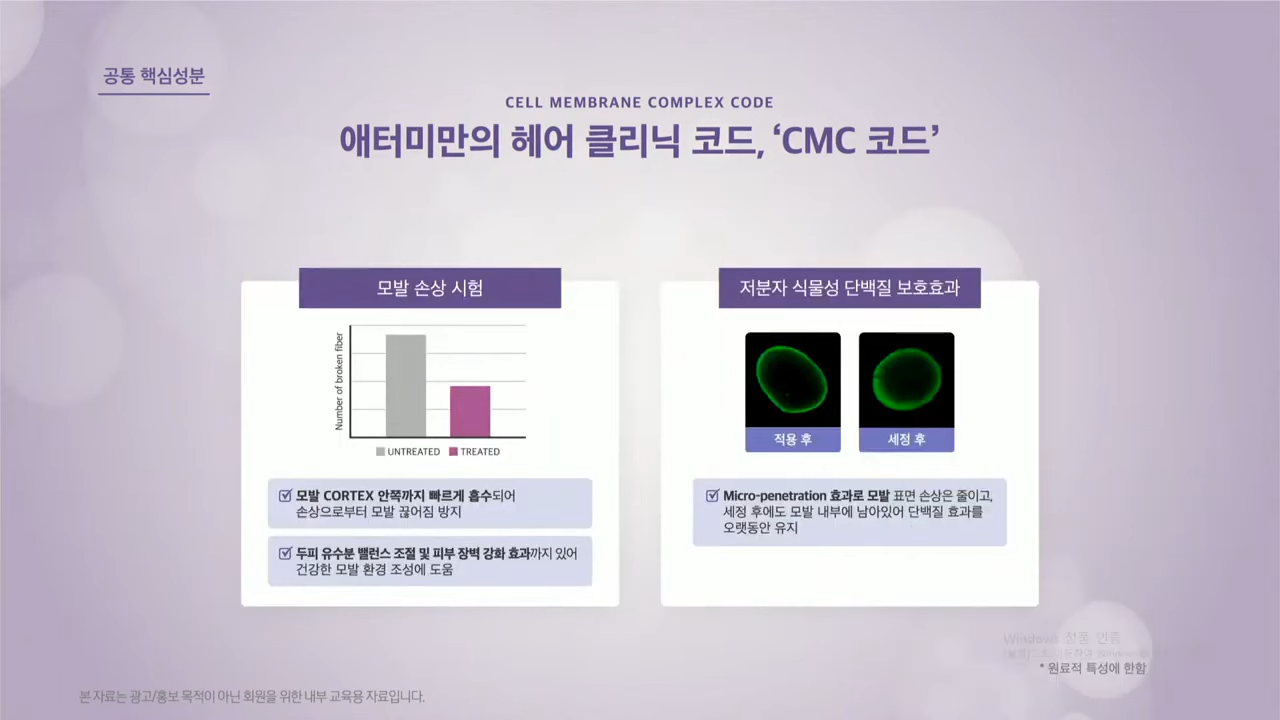 공통 핵심성분
CELL MEMBRANE COMPLEX CODE
애터미만의 헤어 클리닉 코드, ‘CMC 코드’
모발 손상 시험
Number of broken fiber
UNTREATED TREATED
모발 CORTEX 안쪽까지 빠르게 흡수되어
손상으로부터 모발 끊어짐 방지
두피 유수분 밸런스 조절 및 피부 장벽 강화 효과까지 있어
건강한 모발 환경 조성에 도움
저분자 식물성 단백질 보호효과
적용 후 세정 후
Micro-penetration 효과로 모발 표면 손상은 줄이고,
세정 후에도 모발 내부에 남아있어 단백질 효과를
오랫동안 유지
Windows 정품 인증
* 원료적 특성에 한함
본 자료는 광고/홍보 목적이 아닌 회원을 위한 내부 교육용 자료입니다.